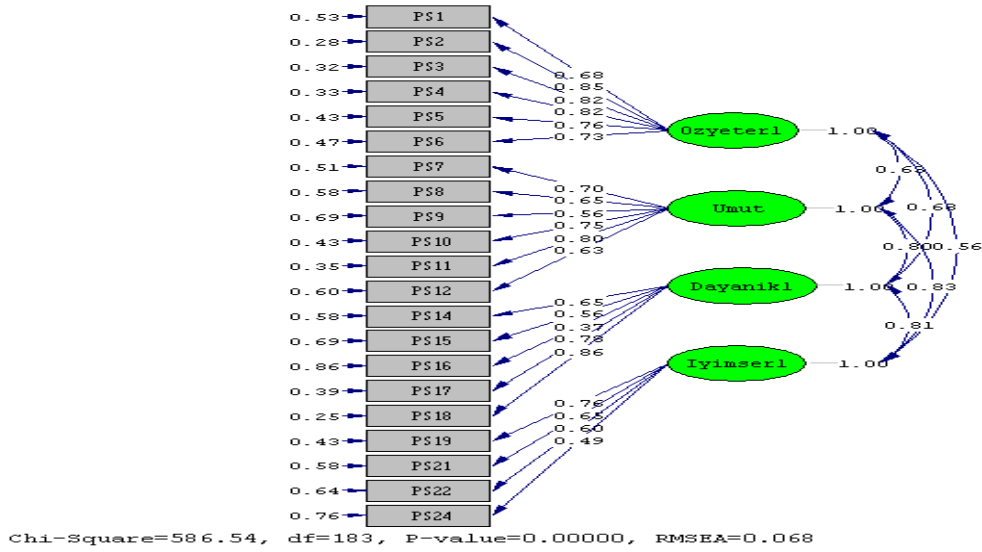 0.53 PS1
0.28 PS2
0.32 PS3
0.33 PS4
0.43 PS5
0.47 PS6
0.51 PS7
0.58 PS8
0.69 PS9
0.43 PS10
0.35 PS11
0.60 PS12
0.58 PS14
0.69 PS15
0.86 PS16
0.39 PS17
0.25 PS18
0.43 PS19
0.58 PS21
0.64 PS22
0.76 PS24
0.68
0.85
0.82
0.82
0.76
0.73
0.70
0.65
0.56
0.75
0.80
0.63
0.65
0.56
0.37
0.78
0.86
0.76
0.65
0.60
0.49
Ozyeterl 1.00
Umut 1.00
Dayanikl 1.00
Iyimserl 1.00
0.68
0.80
0.56
0.83
0.81
Chi-Square=586.54, df=183, P-value=0.00000, RMSEA=0.068